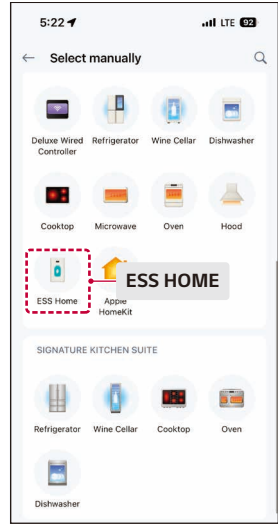 5:22
LTE 92
Select manually
Deluxe Wired
Controller
Refrigerator
Wine Cellar
Dishwasher
Cooktop
Microwave
Oven
Hood
ESS Home
Apple
HomeKit
ESS HOME
SIGNATURE KITCHEN SUITE
Refrigerator
Wine Cellar
Cooktop
Oven
Dishwasher